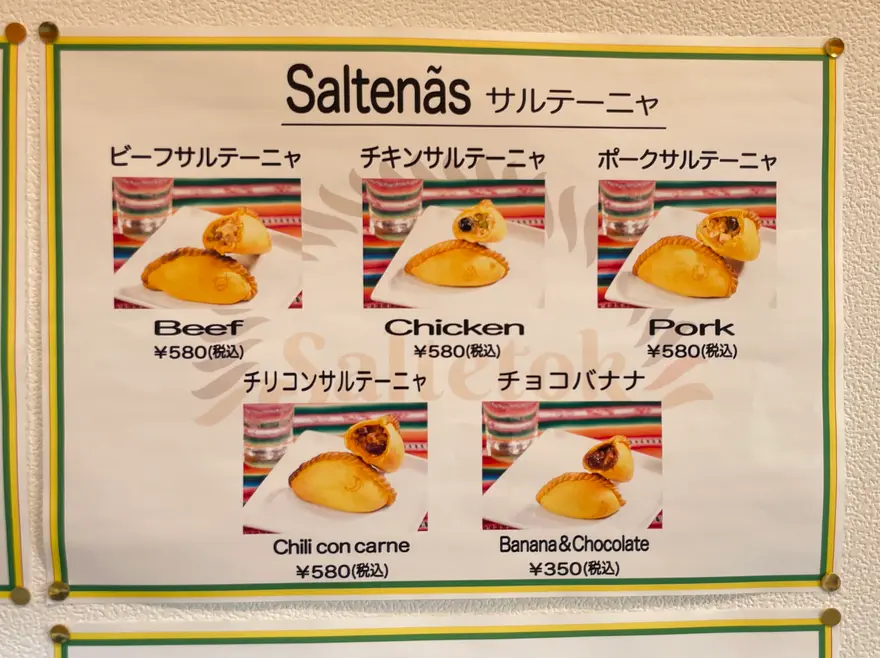 Saltenãs サルテーニャ
ビーフサルテーニャ チキンサルテーニャ ポークサルテーニャ
Beef Chicken Pork
¥580(税込) ¥580(税込) ¥580(税込)
Saltetok
チリコンサルテーニャ チョコバナナ
Chili con carne Banana&Chocolate
¥580(税込) ¥350(税込)